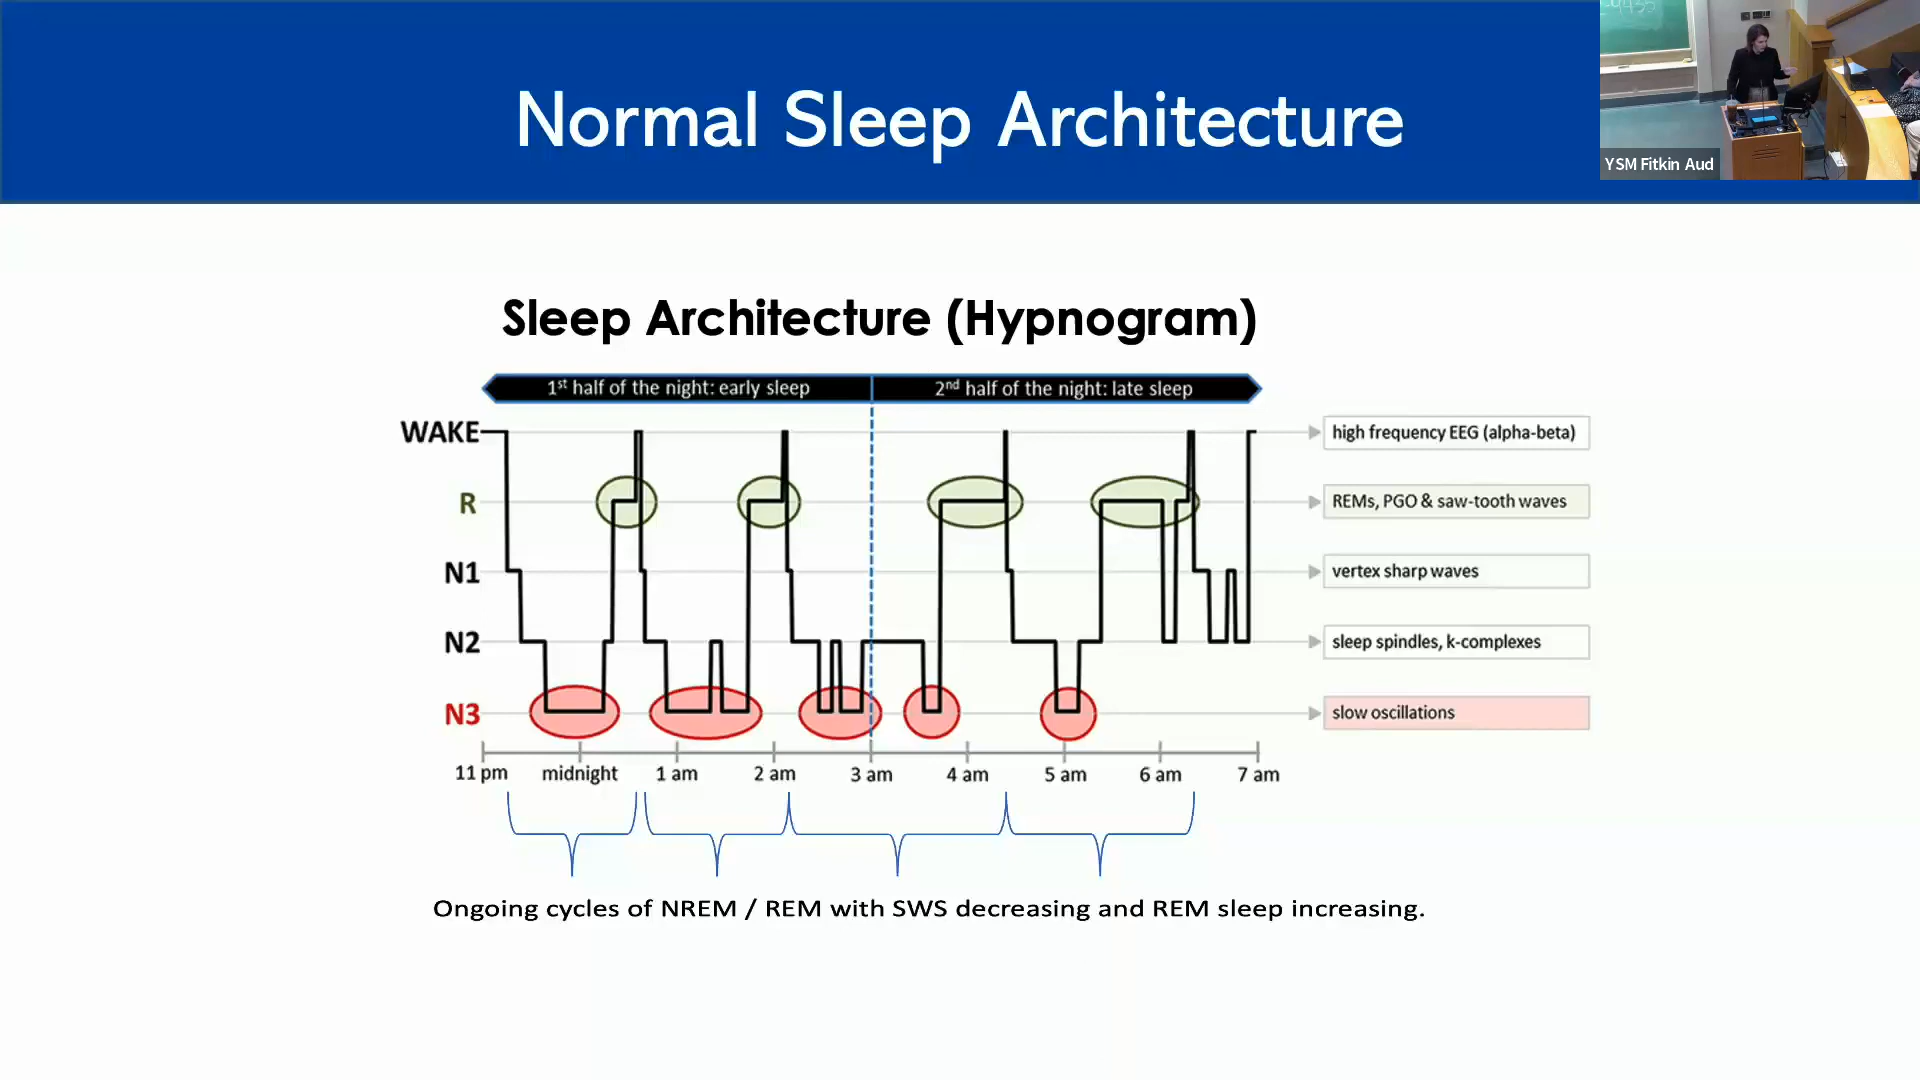 Normal Sleep Architecture
YSM Fitkin Aud
Sleep Architecture (Hypnogram)
1st half of the night: early sleep
2nd half of the night: late sleep
WAKE
high frequency EEG (alpha-beta)
R
REMs, PGO & saw-tooth waves
N1
vertex sharp waves
N2
sleep spindles, k-complexes
N3
slow oscillations
11 pm midnight 1 am 2 am 3 am 4 am 5 am 6 am 7 am
Ongoing cycles of NREM / REM with SWS decreasing and REM sleep increasing.